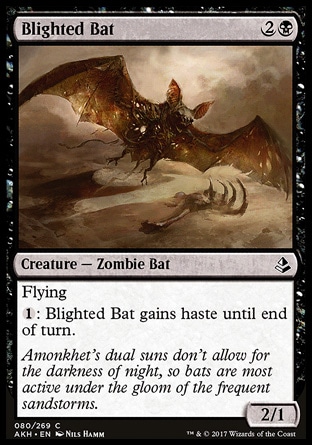 Blighted Bat 2
Creature — Zombie Bat
Flying
1: Blighted Bat gains haste until end
of turn.
Amonkhet's dual suns don't allow for
the darkness of night, so bats are
most active under the gloom of the frequent
sandstorms.
2/1
080/269 C
AKH • EN Nils Hamm
™ & © 2017 Wizards of the Coast